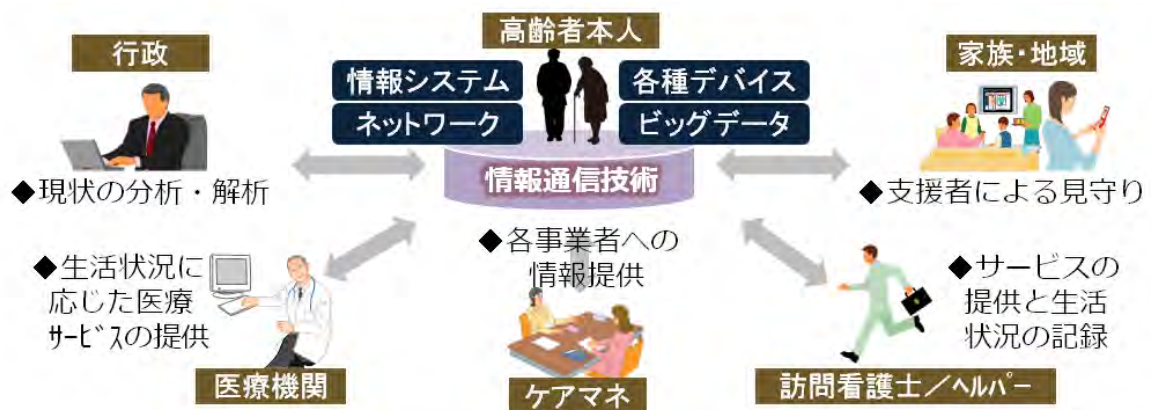 高齢者本人
行政
家族・地域
情報システム
各種デバイス
ネットワーク
ビッグデータ
情報通信技術
◆現状の分析・解析
◆支援者による見守り
◆各事業者への
情報提供
◆生活状況に
応じた医療
ｻｰﾋﾞｽの提供
◆サービスの
提供と生活
状況の記録
医療機関
ケアマネ
訪問看護士／ﾍﾙﾊﾟｰ